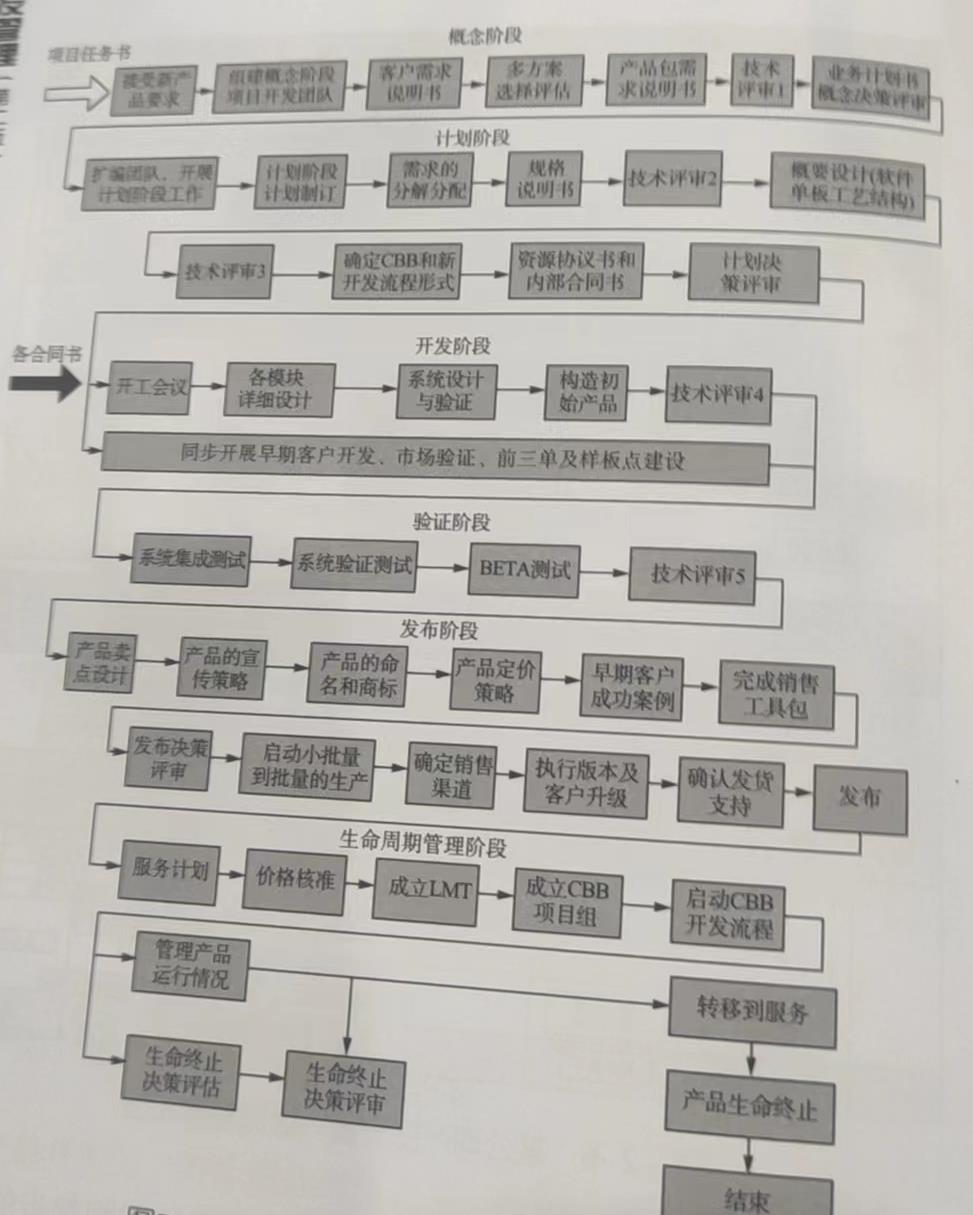 发管理
项目任务书
概念阶段
接受新产
品要求
组建概念阶段
项目开发团队
客户需求
说明书
多方案
选择评估
产品包需
求说明书
技术
评审1
业务计划书
概念决策评审
计划阶段
扩编团队、开展
计划阶段工作
计划阶段
计划制订
需求的
分解分配
规格
说明书
技术评审2
概要设计(软件
单板工艺结构)
技术评审3
确定CBB和新
开发流程形式
资源协议书和
内部合同书
计划决
策评审
各合同书
开发阶段
开工会议
各模块
详细设计
系统设计
与验证
构造初
始产品
技术评审4
同步开展早期客户开发、市场验证、前三单及样板点建设
验证阶段
系统集成测试
系统验证测试
BETA测试
技术评审5
发布阶段
产品卖
点设计
产品的宣
传策略
产品的命
名和商标
产品定价
策略
早期客户
成功案例
完成销售
工具包
发布决策
评审
启动小批量
到批量的生产
确定销售
渠道
执行版本及
客户升级
确认发货
支持
发布
生命周期管理阶段
服务计划
价格核准
成立LMT
成立CBB
项目组
启动CBB
开发流程
管理产品
运行情况
转移到服务
生命终止
决策评估
生命终止
决策评审
产品生命终止
结束